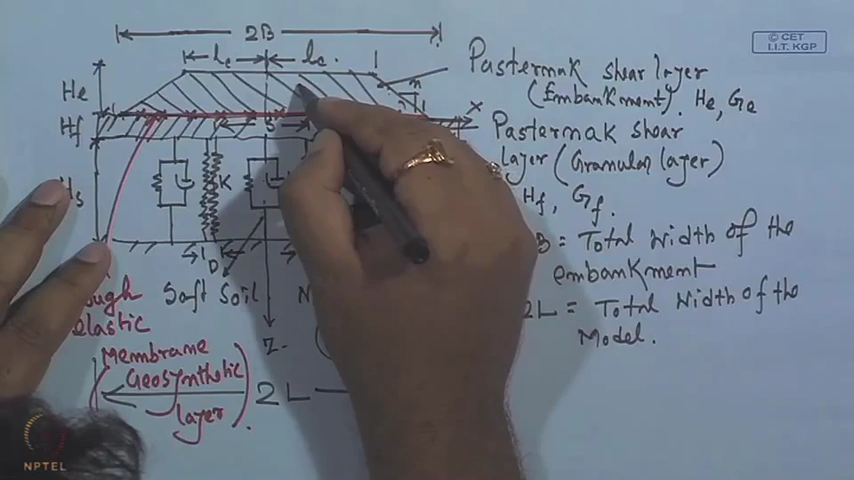 © CET
I.I.T. KGP
2B
lc
lc
Pasternak shear layer
(Embankment). He, Ge
He
n
1
x
Hf
s
Pasternak shear
layer (Granular layer)
K
Hf, Gf.
Hs
B = Total Width of the
embankment
D
Soft Soil
2L = Total Width of the
Model.
elastic
z
Membrane
(Geosynthetic
layer).
2L
NPTEL